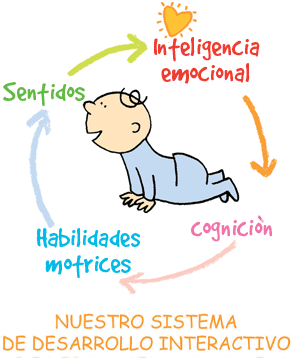 Inteligencia
emocional
Sentidos
Cogniciòn
Habilidades
motrices
NUESTRO SISTEMA
DE DESARROLLO INTERACTIVO